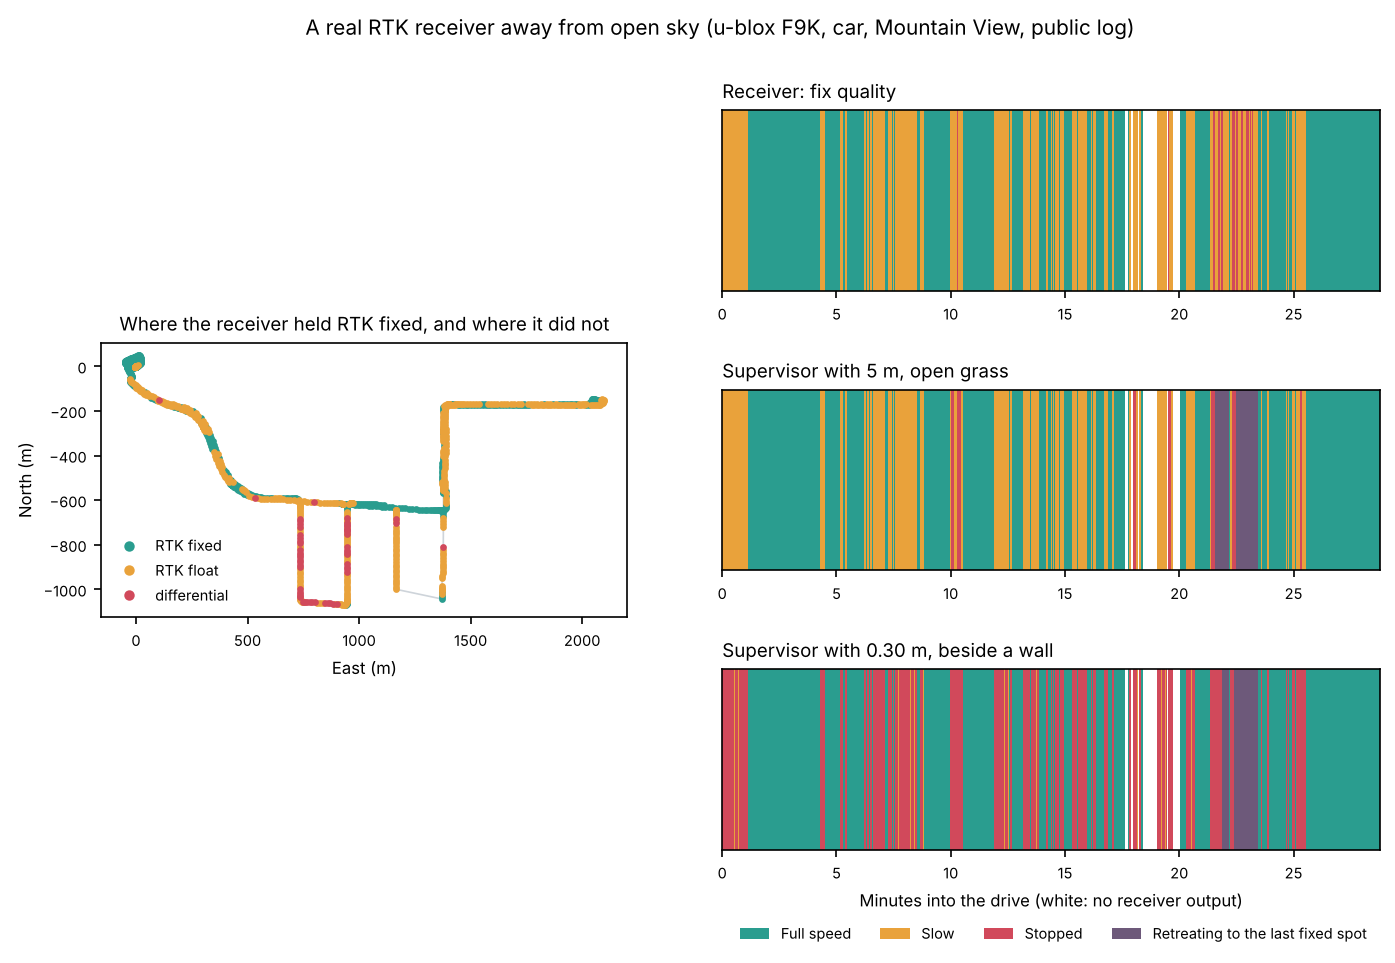 A real RTK receiver away from open sky (u-blox F9K, car, Mountain View, public log)
Where the receiver held RTK fixed, and where it did not
North (m)
0
−200
−400
−600
−800
−1000
RTK fixed
RTK float
differential
0 500 1000 1500 2000
East (m)
Receiver: fix quality
0 5 10 15 20 25
Supervisor with 5 m, open grass
0 5 10 15 20 25
Supervisor with 0.30 m, beside a wall
0 5 10 15 20 25
Minutes into the drive (white: no receiver output)
Full speed Slow Stopped Retreating to the last fixed spot